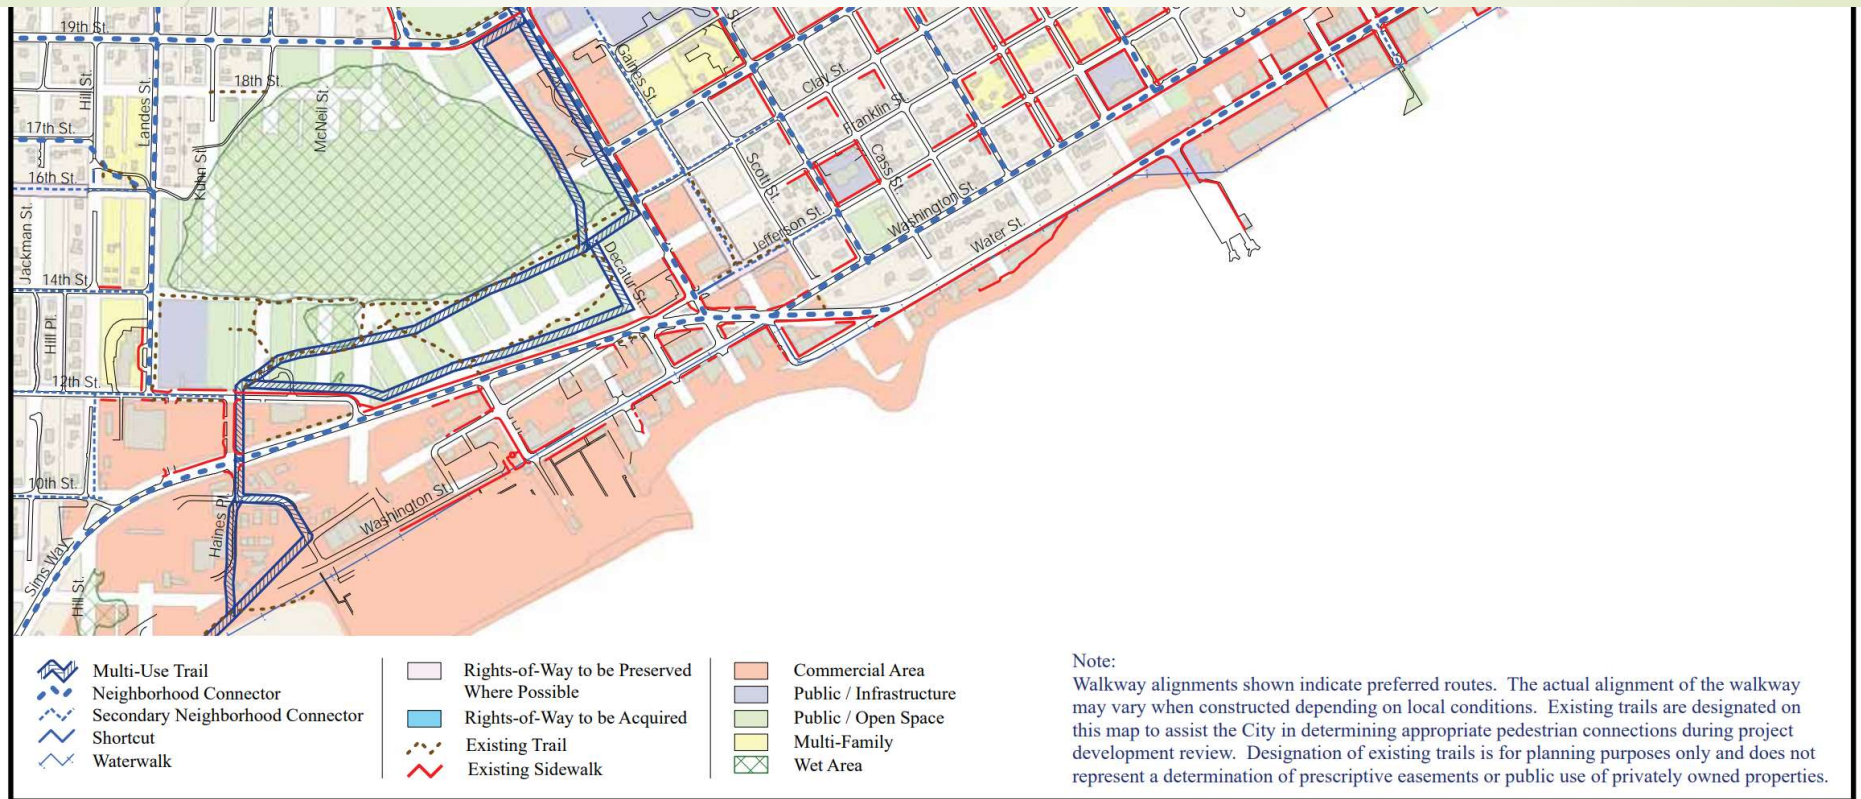 19th St.
Gaines St.
Hill St.
18th St.
Clay St.
Landes St.
McNeil St.
Franklin St.
17th St.
Kuhn St.
Scott St.
Cass St.
16th St.
Jackman St.
Jefferson St.
Washington St.
Water St.
Decatur St.
14th St.
Hill Pl.
12th St.
10th St.
Washington St.
Haines Pl.
Sims Way
Hill St.
Multi-Use Trail
Neighborhood Connector
Secondary Neighborhood Connector
Shortcut
Waterwalk
Rights-of-Way to be Preserved
Where Possible
Rights-of-Way to be Acquired
Existing Trail
Existing Sidewalk
Commercial Area
Public / Infrastructure
Public / Open Space
Multi-Family
Wet Area
Note:
Walkway alignments shown indicate preferred routes. The actual alignment of the walkway
may vary when constructed depending on local conditions. Existing trails are designated on
this map to assist the City in determining appropriate pedestrian connections during project
development review. Designation of existing trails is for planning purposes only and does not
represent a determination of prescriptive easements or public use of privately owned properties.